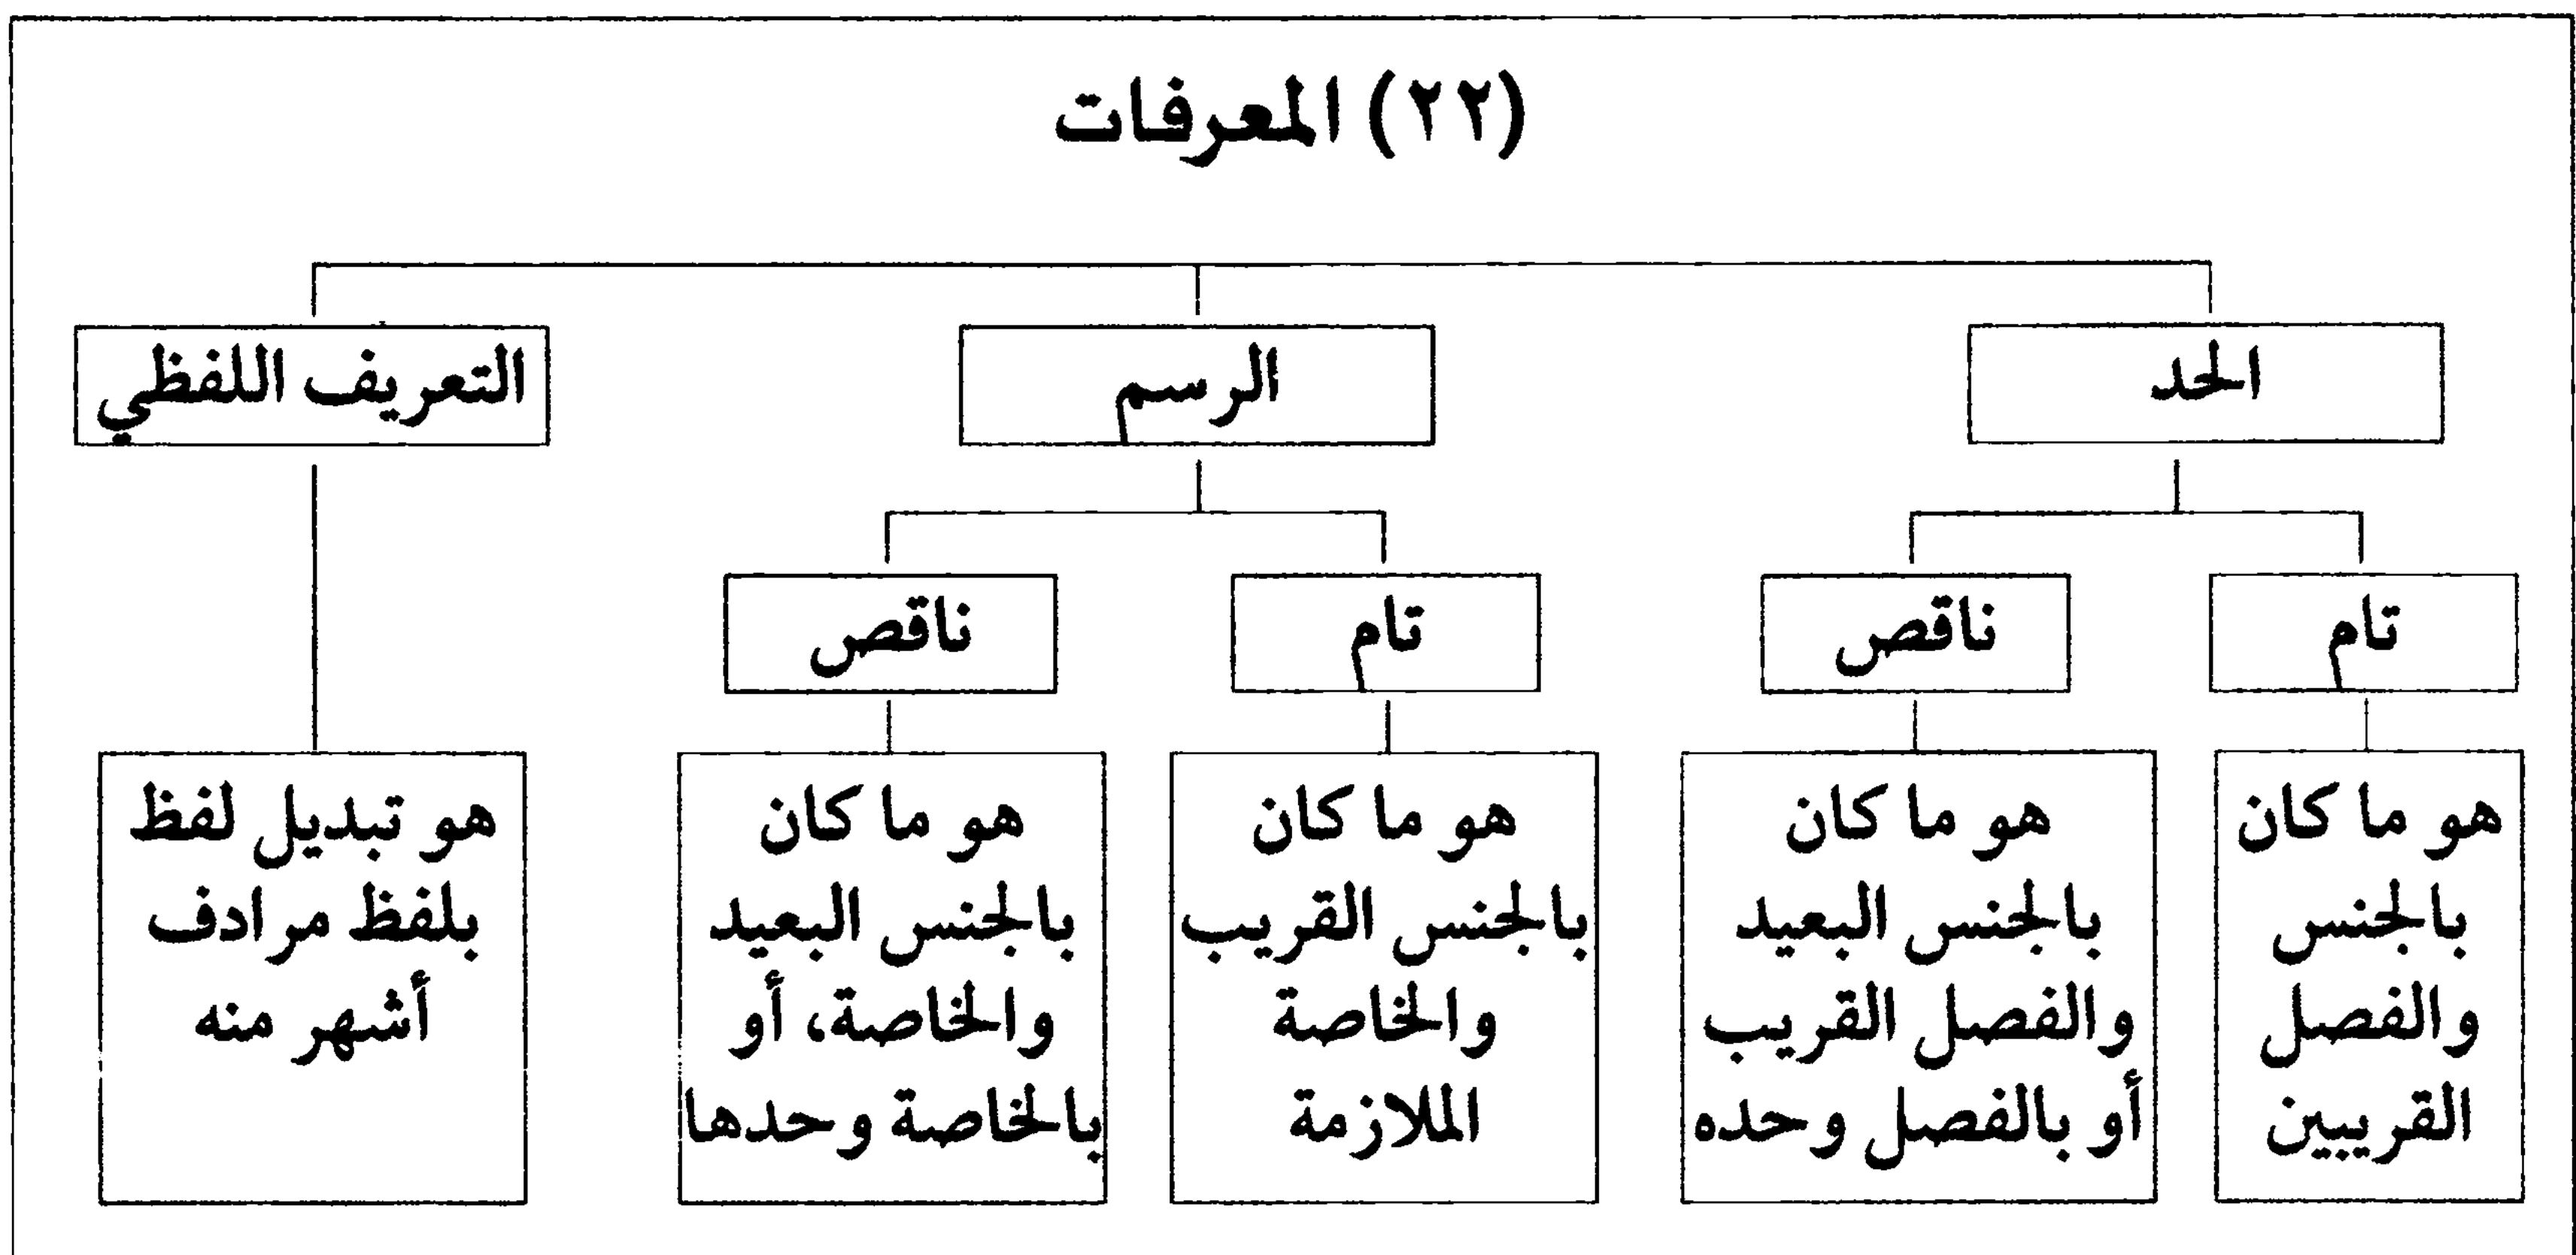 (٢٢) المعرفات
الحد
الرسم
التعريف اللفظي
تام
ناقص
تام
ناقص
هو ما كان
بالجنس
والفصل
القريبين
هو ما كان
بالجنس البعيد
والفصل القريب
أو بالفصل وحده
هو ما كان
بالجنس القريب
والخاصة
الملازمة
هو ما كان
بالجنس البعيد
والخاصة، أو
بالخاصة وحدها
هو تبديل لفظ
بلفظ مرادف
أشهر منه